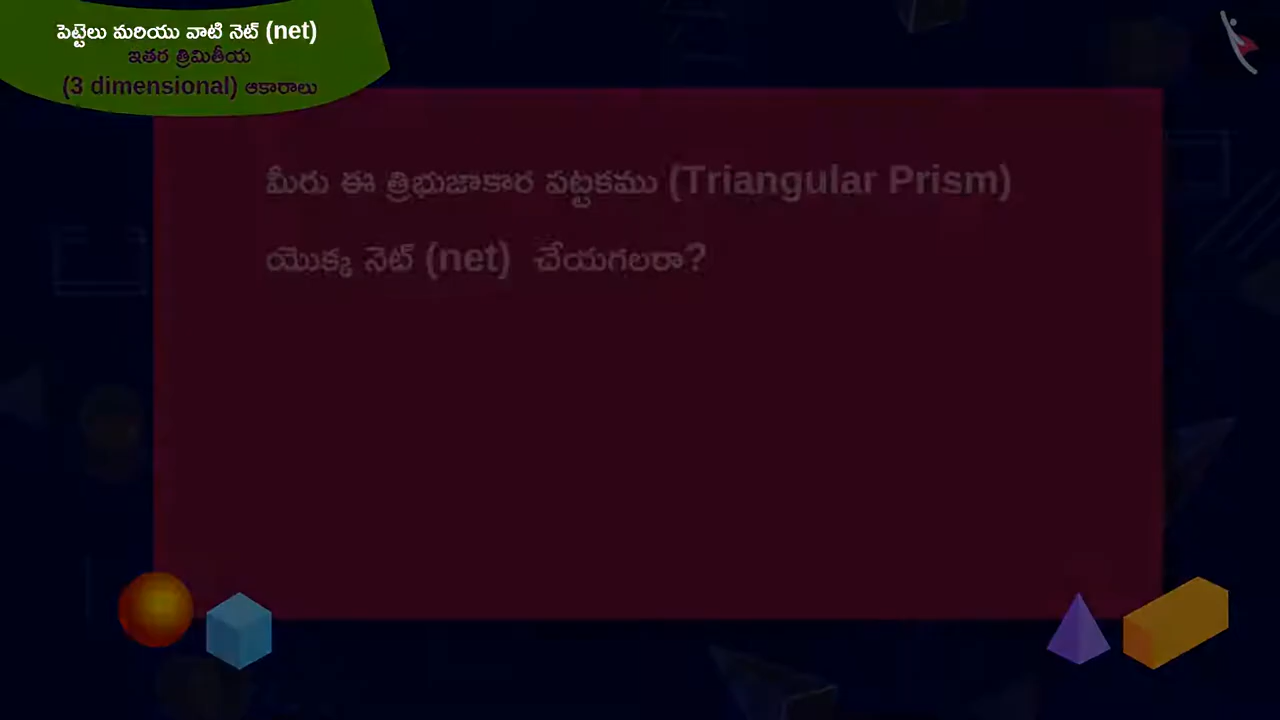 పెట్టెలు మరియు వాటి నెట్ (net)
ఇతర త్రిమితీయ
(3 dimensional) ఆకారాలు
మీరు ఈ త్రిభుజాకార పట్టకము (Triangular Prism)
యొక్క నెట్ (net) చేయగలరా?